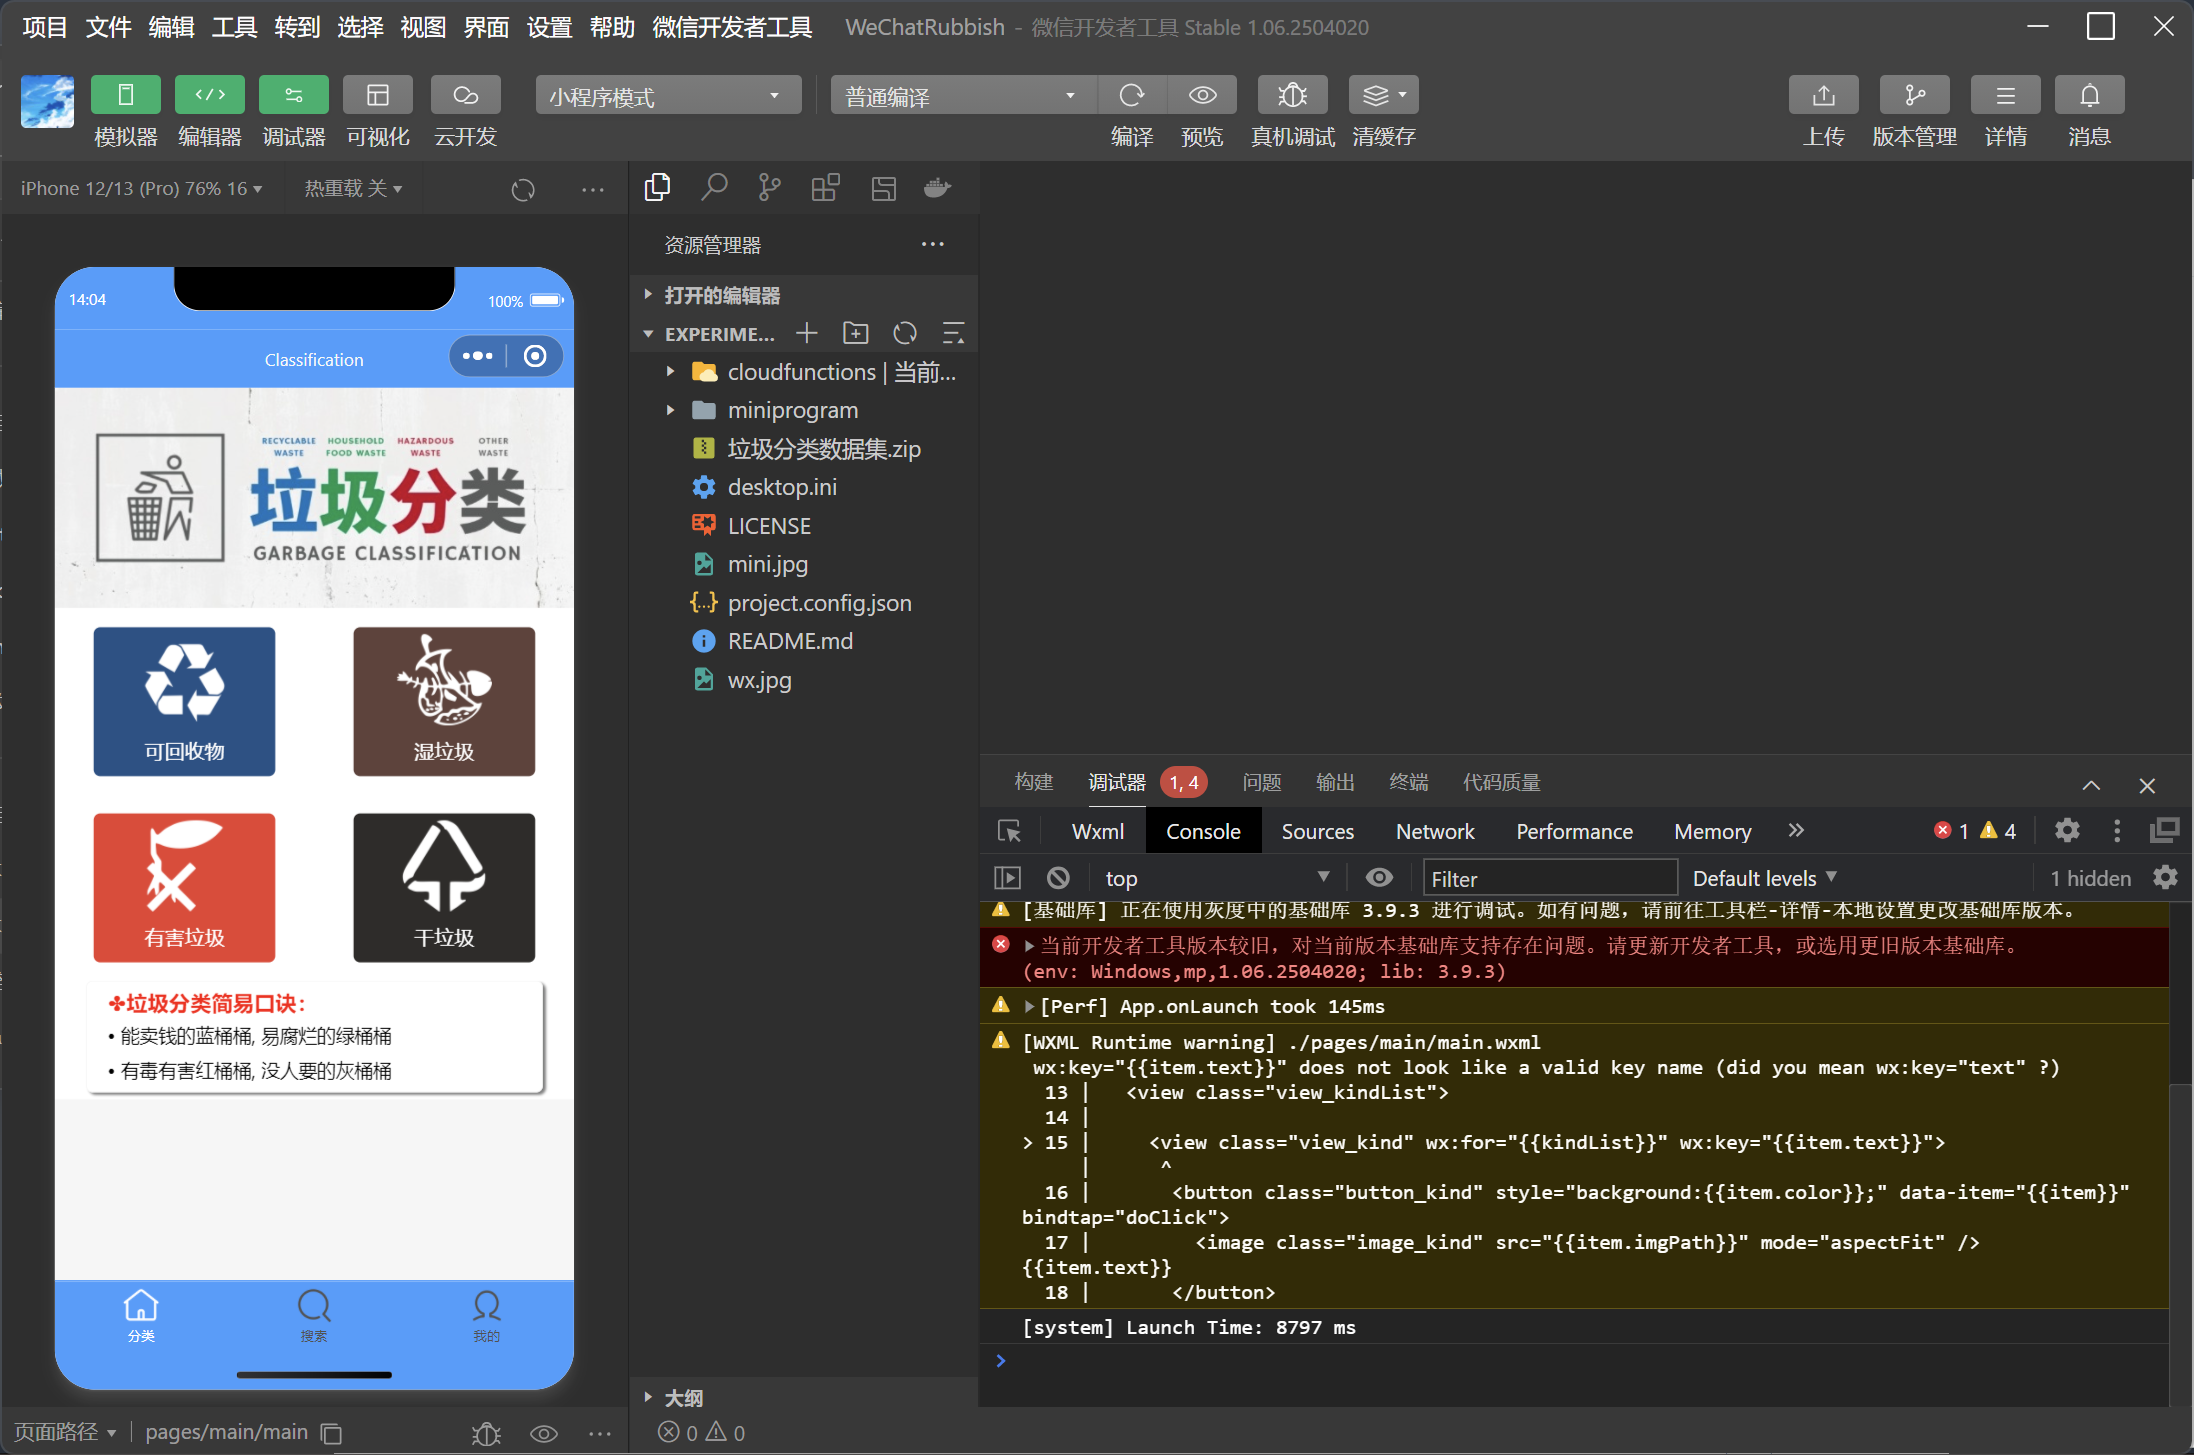 项目 文件 编辑 工具 转到 选择 视图 界面 设置 帮助 微信开发者工具 WeChatRubbish - 微信开发者工具 Stable 1.06.2504020
模拟器 编辑器 调试器 可视化 云开发
小程序模式
普通编译
编译 预览 真机调试 清缓存
上传 版本管理 详情 消息
iPhone 12/13 (Pro) 76% 16
热重载 关
14:04
100%
Classification
RECYCLABLE WASTE
HOUSEHOLD FOOD WASTE
HAZARDOUS WASTE
OTHER WASTE
垃圾分类
GARBAGE CLASSIFICATION
可回收物
湿垃圾
有害垃圾
干垃圾
✤垃圾分类简易口诀：
• 能卖钱的蓝桶桶, 易腐烂的绿桶桶
• 有毒有害红桶桶, 没人要的灰桶桶
分类
搜索
我的
页面路径
pages/main/main
资源管理器
打开的编辑器
EXPERIME...
cloudfunctions | 当前...
miniprogram
垃圾分类数据集.zip
desktop.ini
LICENSE
mini.jpg
project.config.json
README.md
wx.jpg
大纲
0 0
构建 调试器 1, 4 问题 输出 终端 代码质量
Wxml Console Sources Network Performance Memory » 1 4
top
Filter
Default levels
1 hidden
[基础库] 正在使用灰度中的基础库 3.9.3 进行调试。如有问题，请前往工具栏-详情-本地设置更改基础库版本。
当前开发者工具版本较旧，对当前版本基础库支持存在问题。请更新开发者工具，或选用更旧版本基础库。
(env: Windows,mp,1.06.2504020; lib: 3.9.3)
[Perf] App.onLaunch took 145ms
[WXML Runtime warning] ./pages/main/main.wxml
wx:key="{{item.text}}" does not look like a valid key name (did you mean wx:key="text" ?)
13 | <view class="view_kindList">
14 |
> 15 | <view class="view_kind" wx:for="{{kindList}}" wx:key="{{item.text}}">
| ^
16 | <button class="button_kind" style="background:{{item.color}};" data-item="{{item}}"
bindtap="doClick">
17 | <image class="image_kind" src="{{item.imgPath}}" mode="aspectFit" />
{{item.text}}
18 | </button>
[system] Launch Time: 8797 ms
>